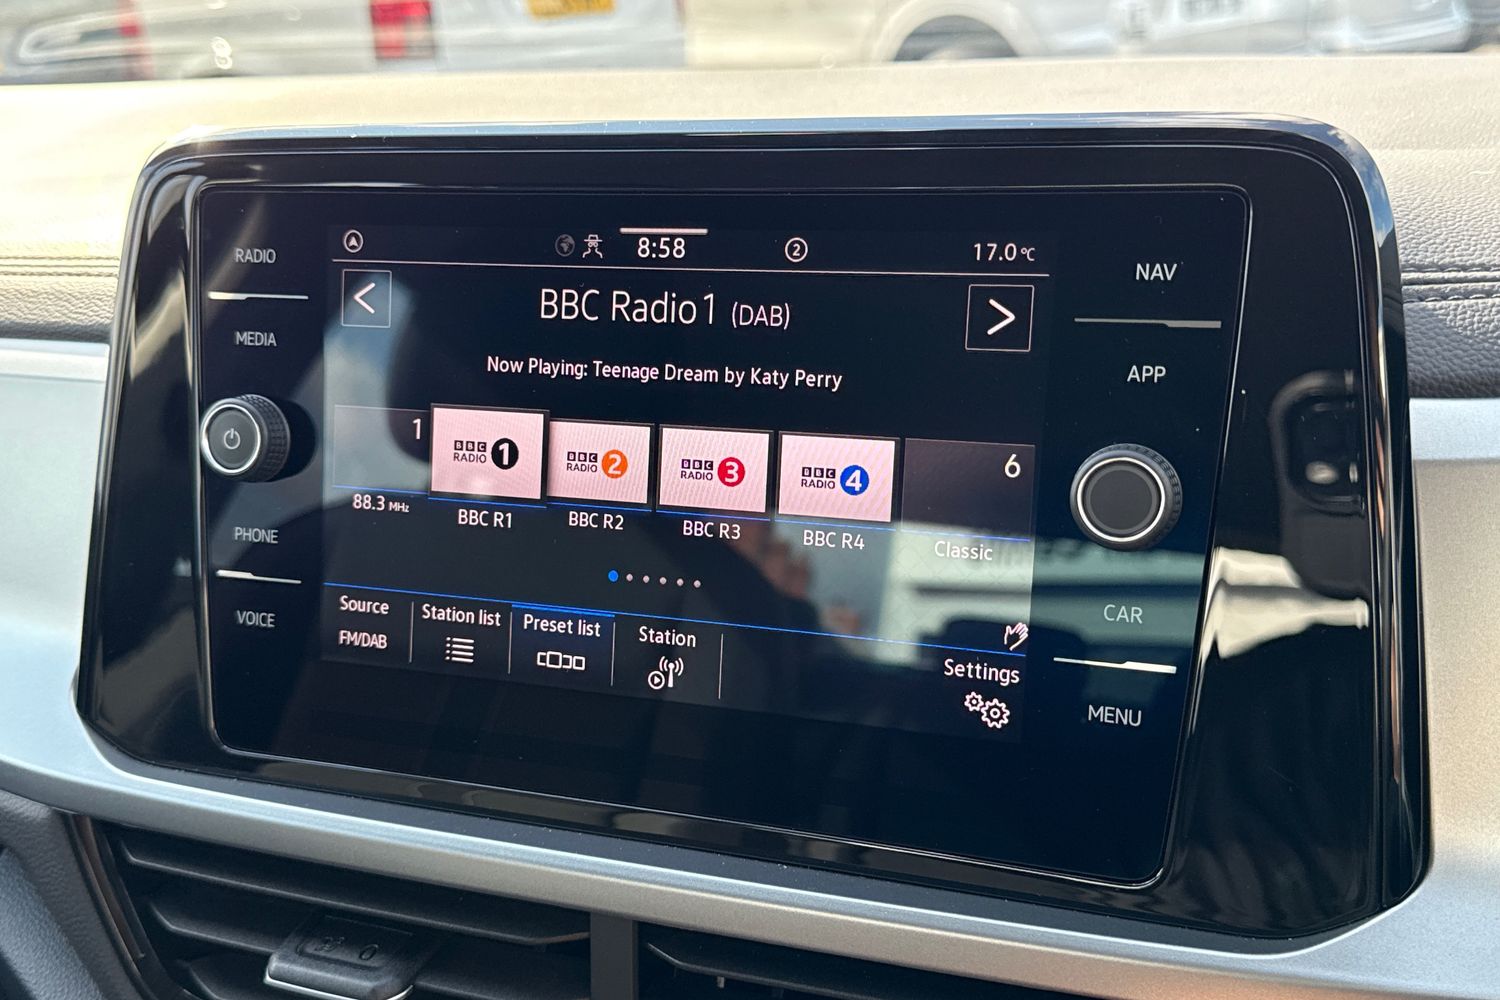 RADIO
MEDIA
PHONE
VOICE
8:58
2
17.0 °C
BBC Radio 1 (DAB)
Now Playing: Teenage Dream by Katy Perry
1
BBC RADIO 1
BBC RADIO 2
BBC RADIO 3
BBC RADIO 4
6
88.3 MHz
BBC R1
BBC R2
BBC R3
BBC R4
Classic
Source
FM/DAB
Station list
Preset list
Station
Settings
NAV
APP
CAR
MENU